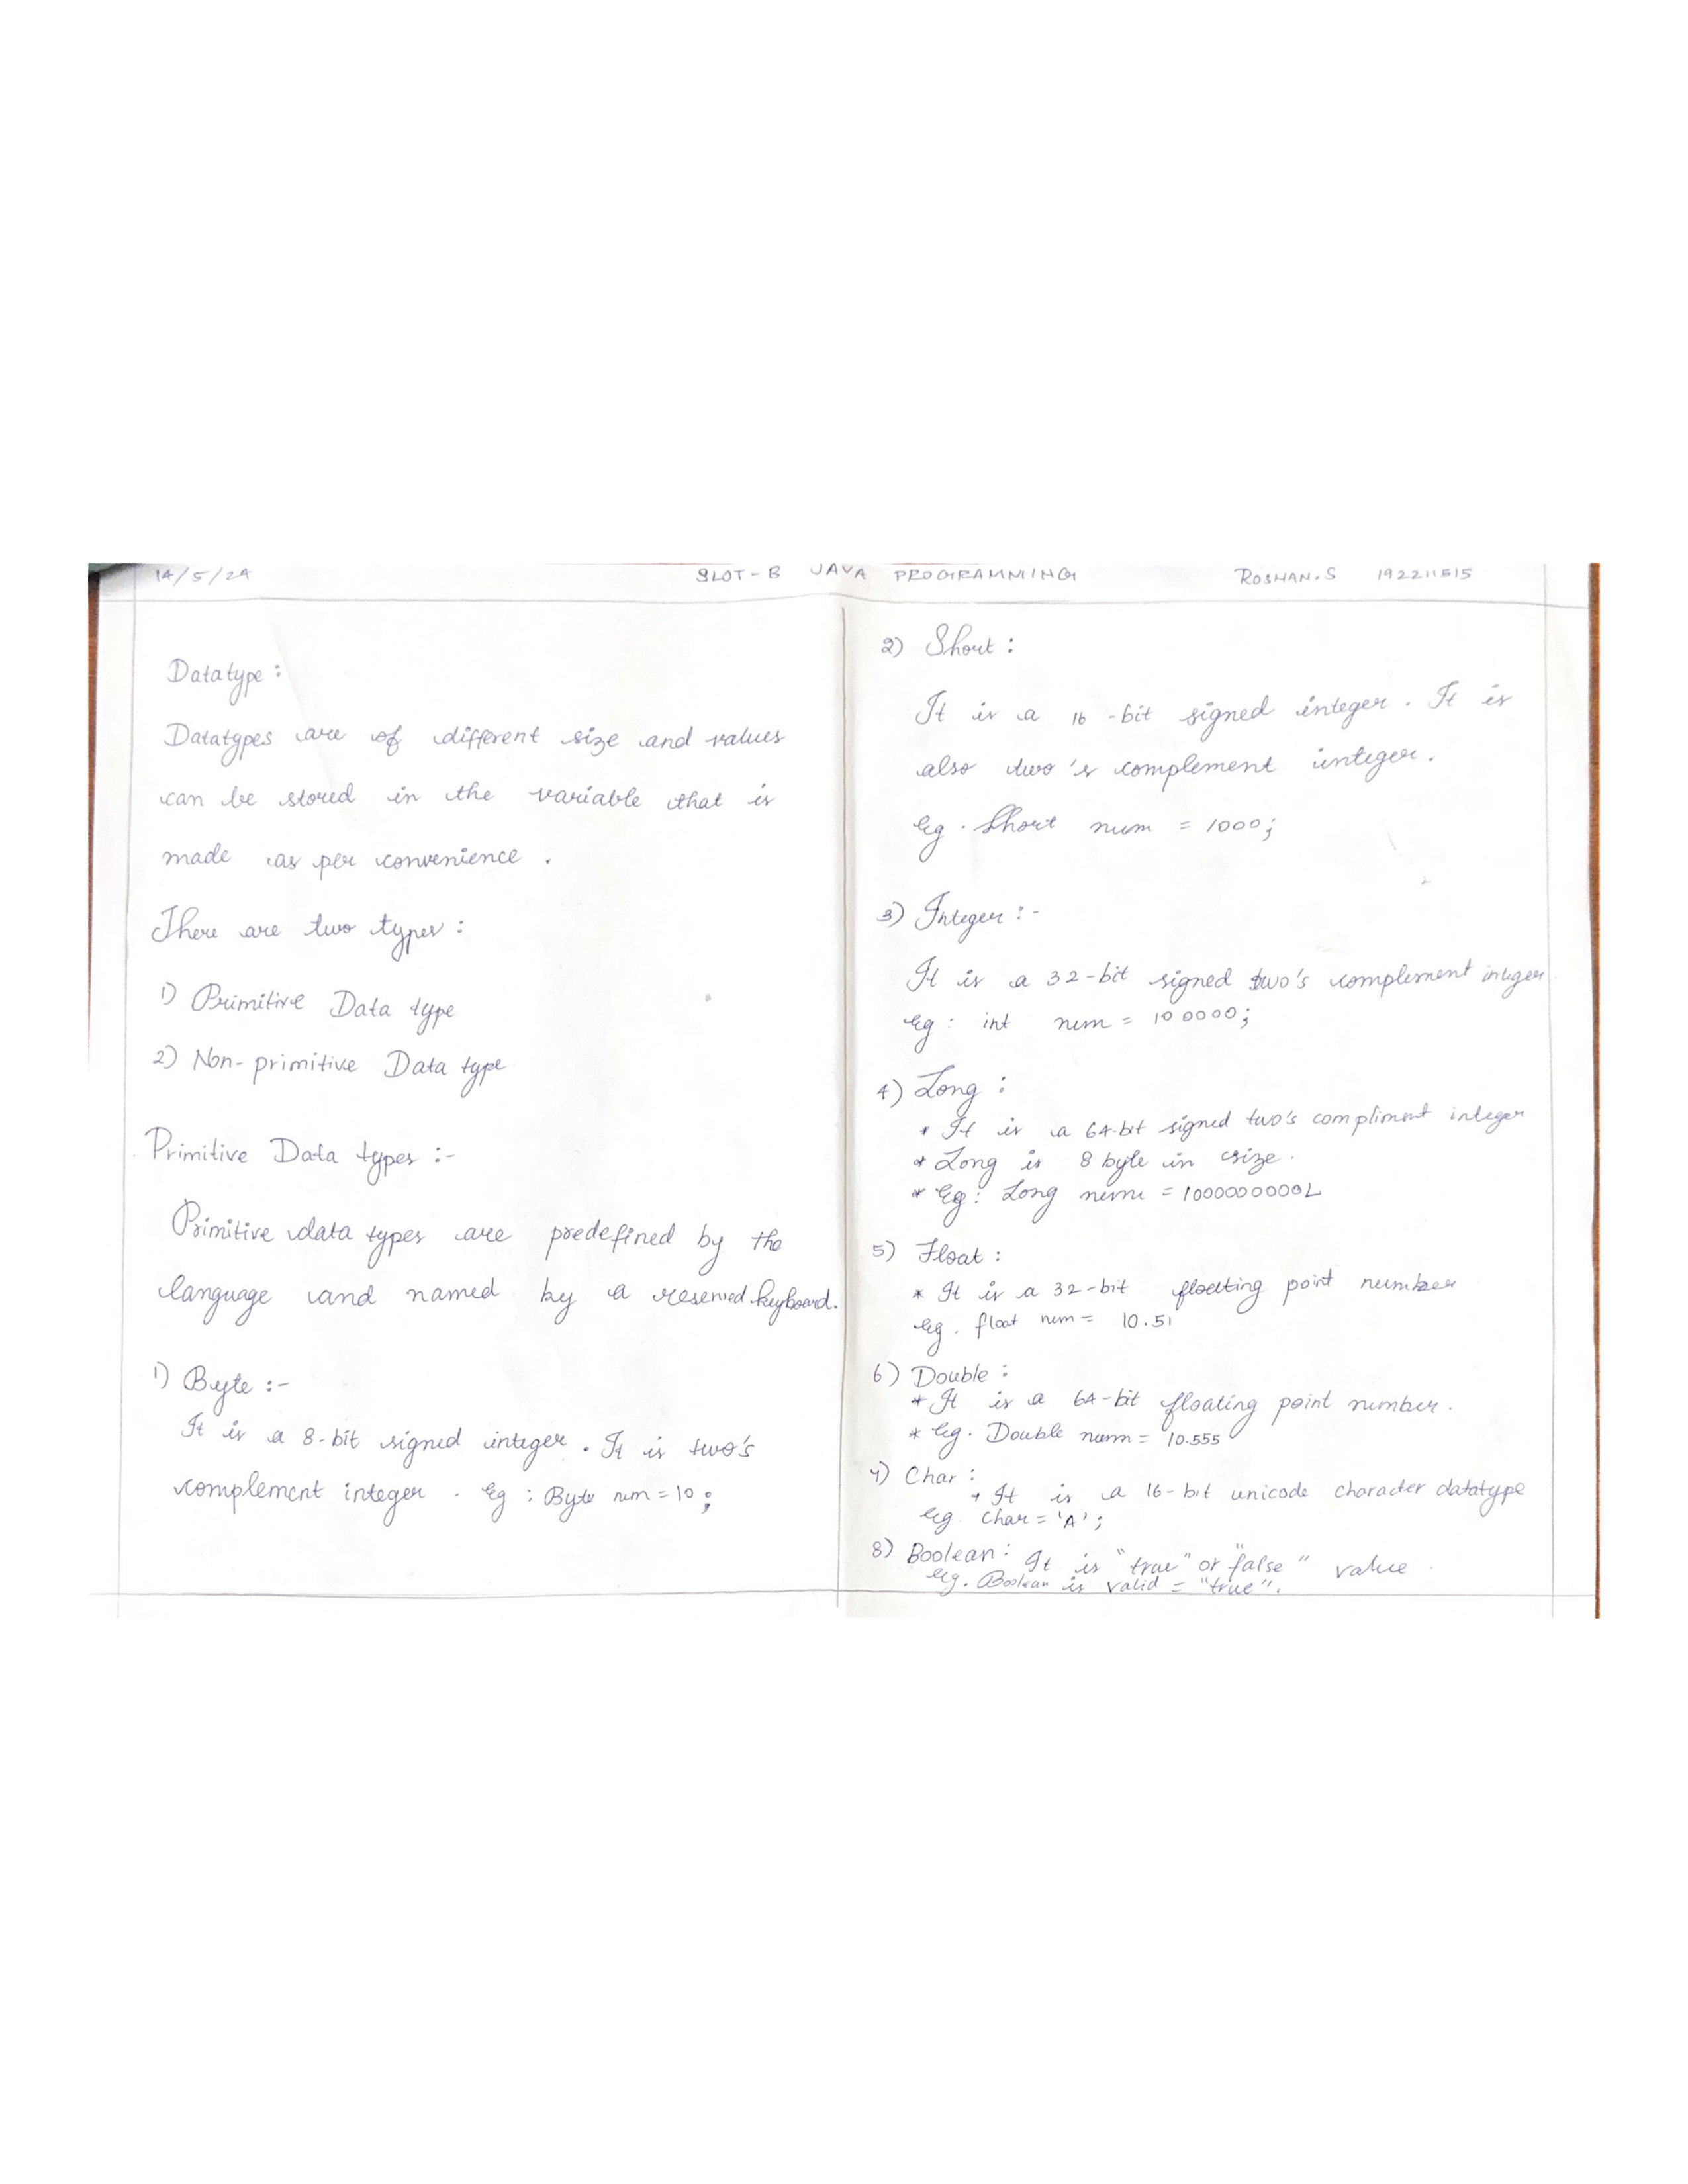 14/5/24 SLOT-B JAVA PROGRAMMING ROSHAN.S 192211515
Datatype :
Datatypes are of different size and values
can be stored in the variable that is
made as per convenience .
There are two types :
1) Primitive Data type
2) Non-primitive Data type
Primitive Data types :-
Primitive data types are predefined by the
language and named by a reserved keyboard.
1) Byte :-
It is a 8-bit signed integer . It is two's
complement integer . Eg : Byte num = 10 ;
2) Short :
It is a 16 -bit signed integer . It is
also two's complement integer .
Eg . Short num = 1000 ;
3) Integer :-
It is a 32-bit signed two's complement integer
Eg : int num = 100000 ;
4) Long :
* It is a 64-bit signed two's compliment integer
* Long is 8 byte in size .
* Eg : Long num = 1000000000L
5) Float :
* It is a 32-bit floating point number
Eg . float num = 10.51
6) Double :
* It is a 64-bit floating point number .
* Eg . Double num = 10.555
7) Char :
* It is a 16-bit unicode character datatype
Eg . Char = 'A' ;
8) Boolean : It is "true" or "false" value .
Eg . Boolean is valid = "true" .